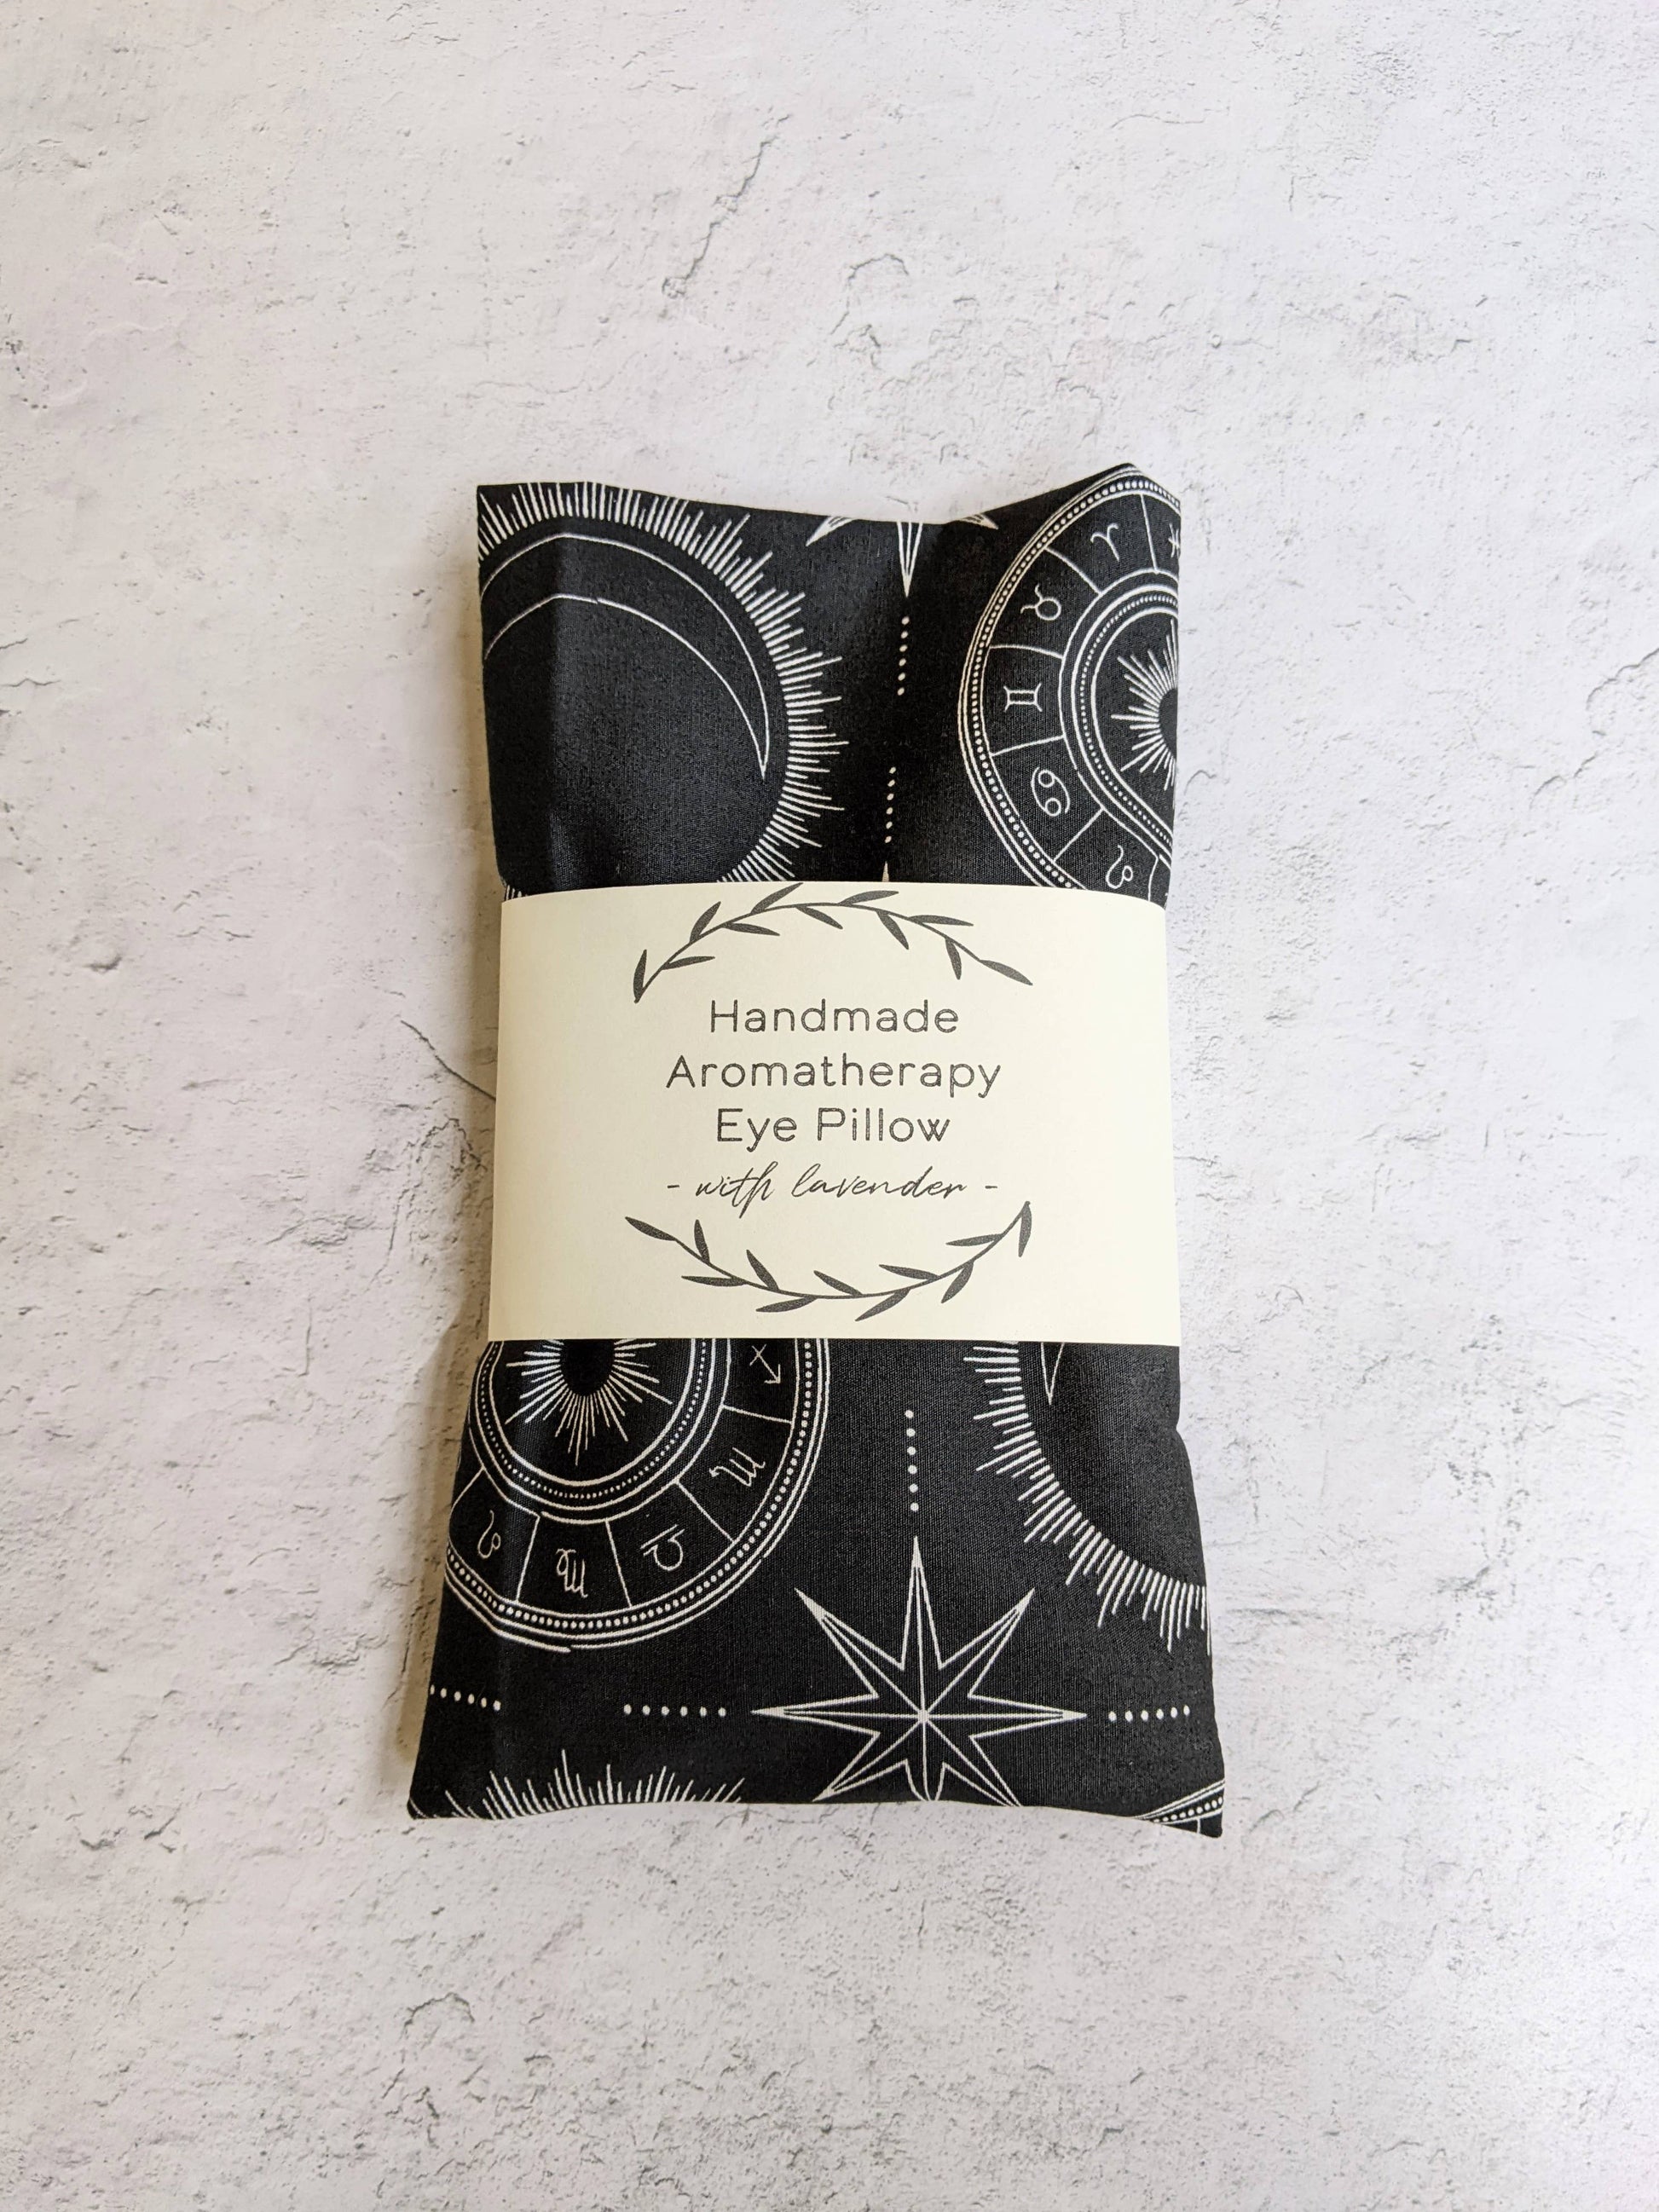 Handmade
Aromatherapy
Eye Pillow
- with lavender -